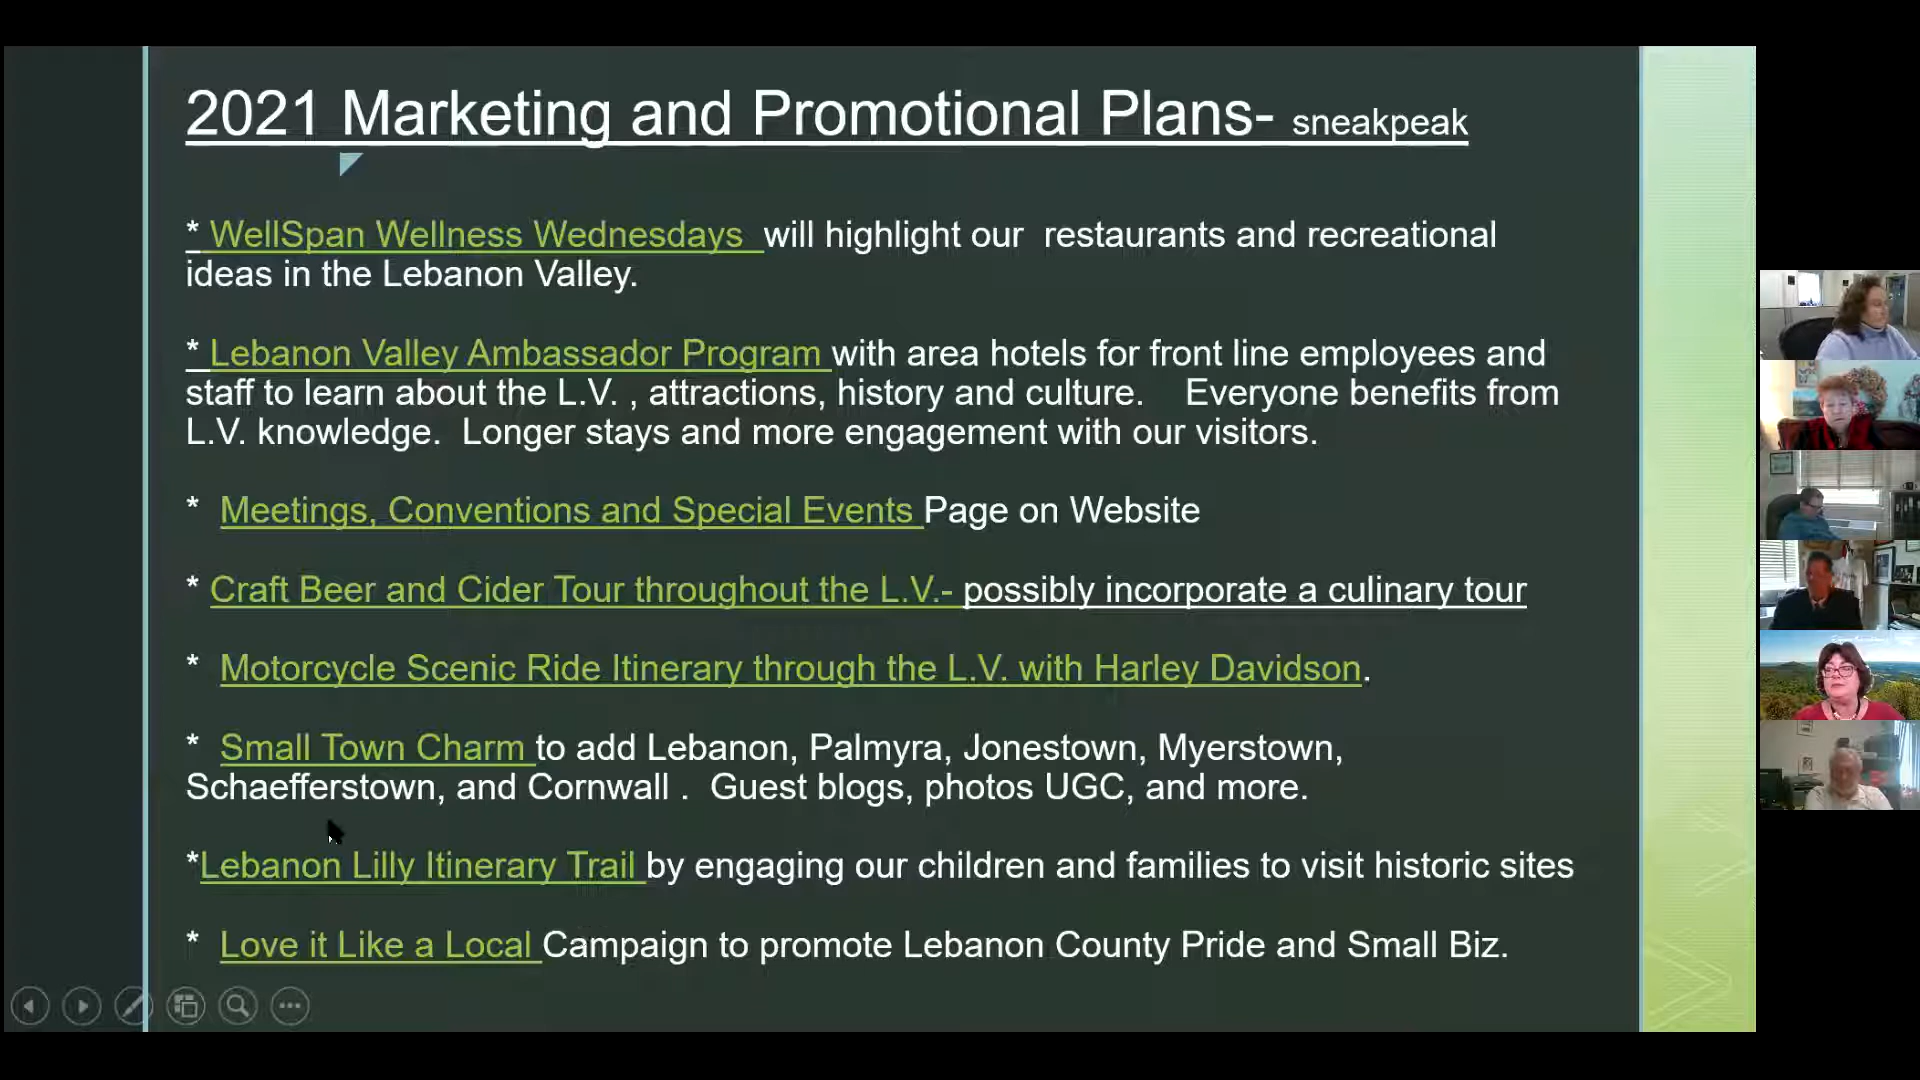 2021 Marketing and Promotional Plans- sneakpeak
* WellSpan Wellness Wednesdays will highlight our restaurants and recreational
ideas in the Lebanon Valley.
* Lebanon Valley Ambassador Program with area hotels for front line employees and
staff to learn about the L.V. , attractions, history and culture. Everyone benefits from
L.V. knowledge. Longer stays and more engagement with our visitors.
* Meetings, Conventions and Special Events Page on Website
* Craft Beer and Cider Tour throughout the L.V.- possibly incorporate a culinary tour
* Motorcycle Scenic Ride Itinerary through the L.V. with Harley Davidson.
* Small Town Charm to add Lebanon, Palmyra, Jonestown, Myerstown,
Schaefferstown, and Cornwall . Guest blogs, photos UGC, and more.
*Lebanon Lilly Itinerary Trail by engaging our children and families to visit historic sites
* Love it Like a Local Campaign to promote Lebanon County Pride and Small Biz.